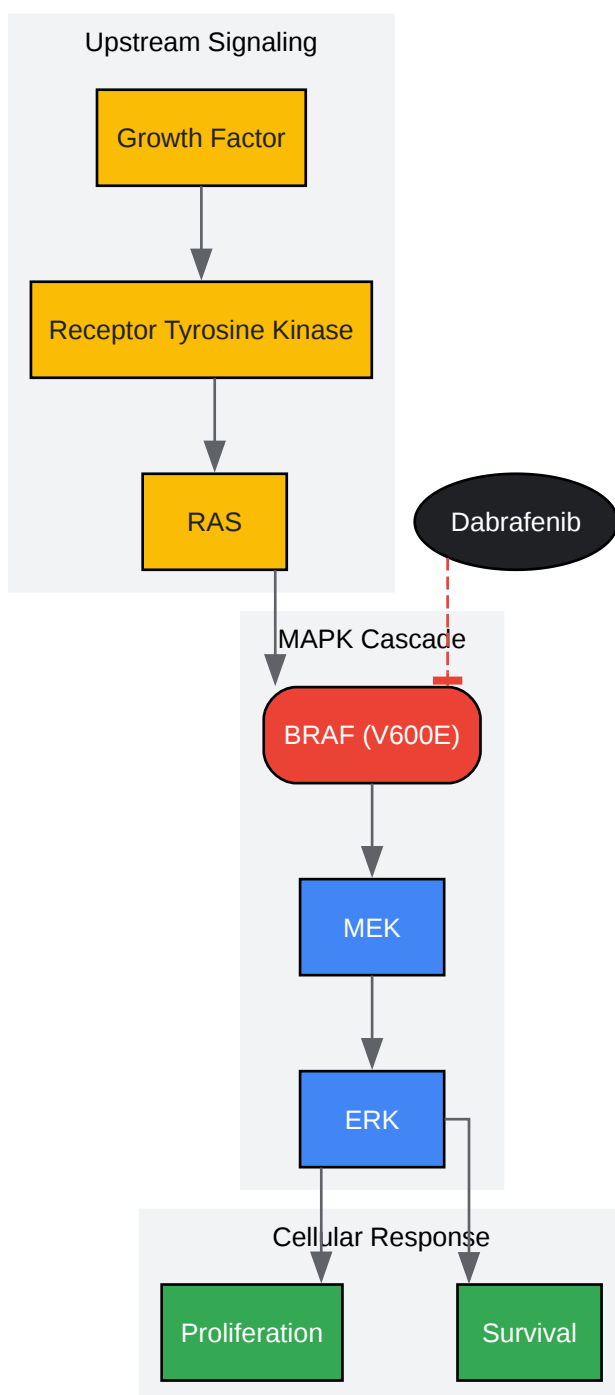 Upstream Signaling
Growth Factor
Receptor Tyrosine Kinase
RAS
Dabrafenib
MAPK Cascade
BRAF (V600E)
MEK
ERK
Cellular Response
Proliferation
Survival